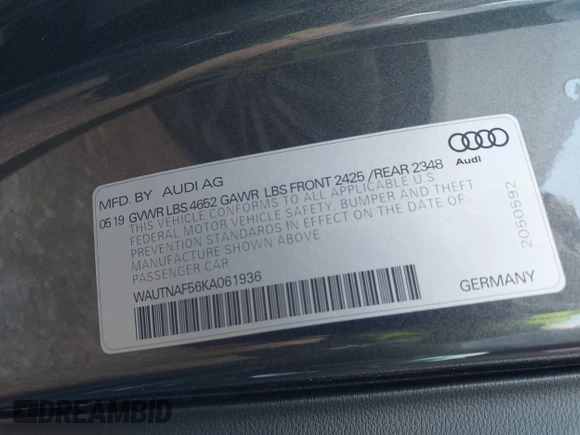 MFD. BY AUDI AG
Audi
05.19 GVWR LBS 4652 GAWR LBS FRONT 2425 /REAR 2348
THIS VEHICLE CONFORMS TO ALL APPLICABLE U.S.
FEDERAL MOTOR VEHICLE SAFETY, BUMPER AND THEFT
PREVENTION STANDARDS IN EFFECT ON THE DATE OF
MANUFACTURE SHOWN ABOVE.
PASSENGER CAR
WAUTNAF56KA061936
GERMANY
2050592
DREAMBID